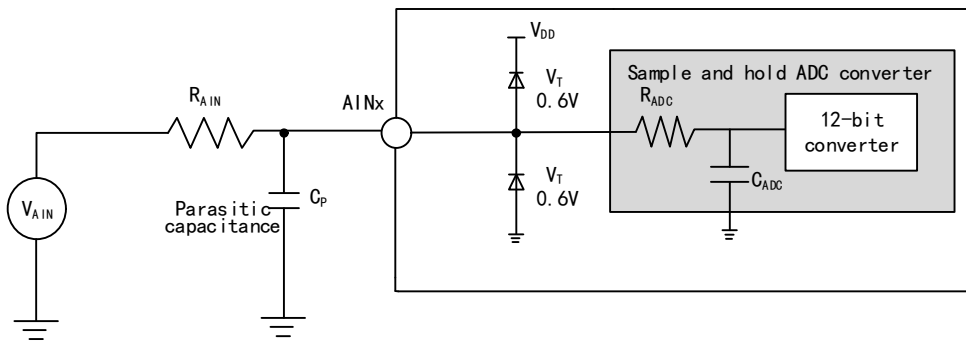 V_DD
Sample and hold ADC converter
R_AIN
AINx
V_T
0.6V
R_ADC
12-bit
converter
V_AIN
Parasitic
capacitance
C_P
V_T
0.6V
C_ADC